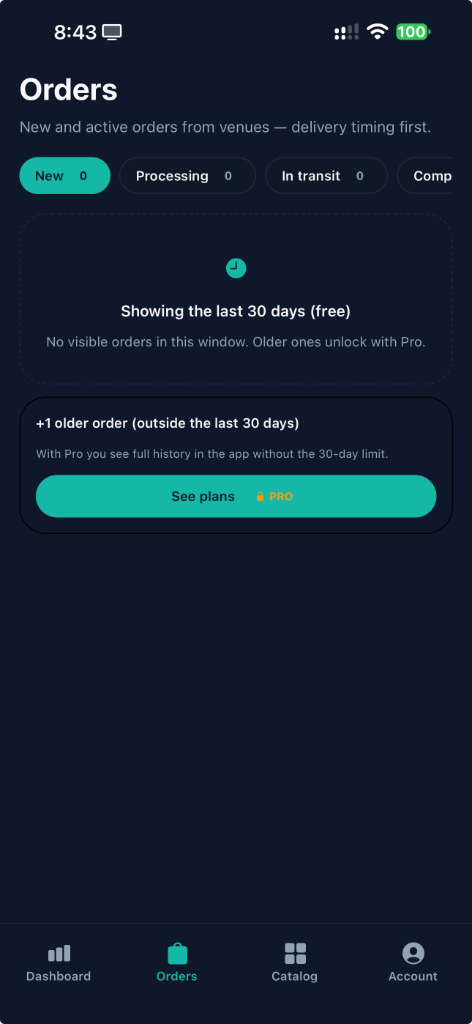 8:43
100
Orders
New and active orders from venues — delivery timing first.
New 0 Processing 0 In transit 0 Comp
Showing the last 30 days (free)
No visible orders in this window. Older ones unlock with Pro.
+1 older order (outside the last 30 days)
With Pro you see full history in the app without the 30-day limit.
See plans PRO
Dashboard Orders Catalog Account